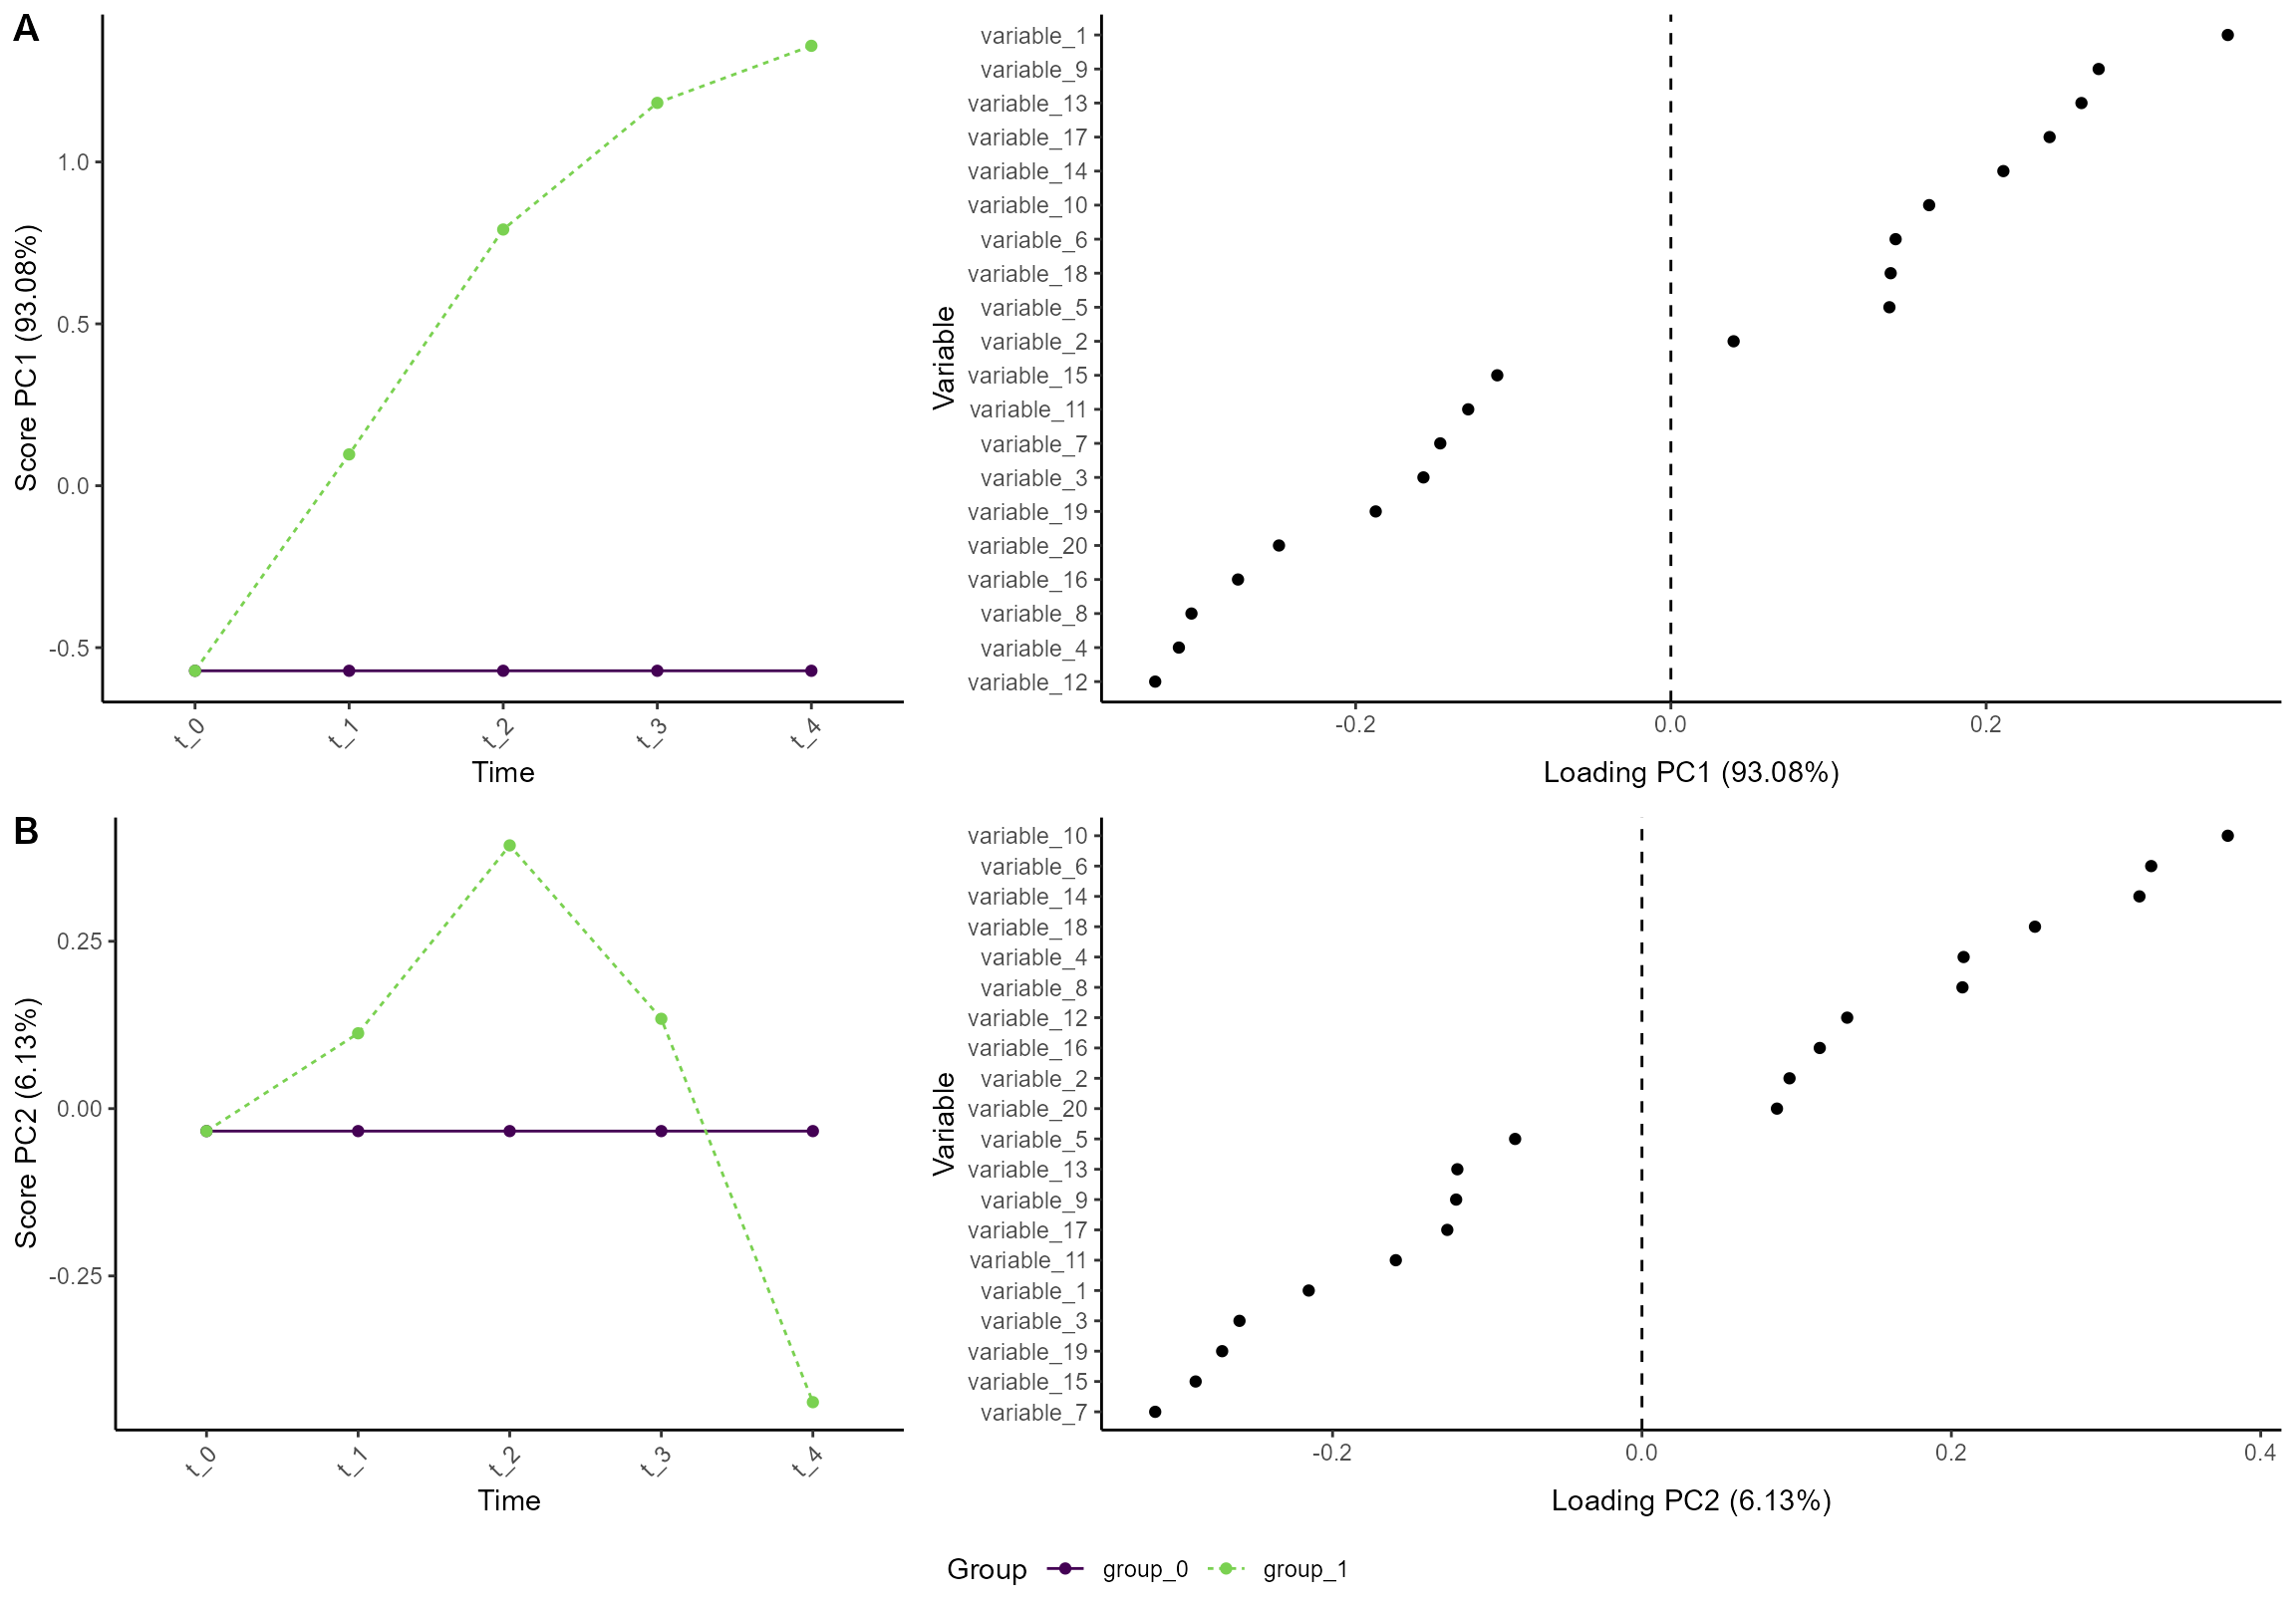 A
Score PC1 (93.08%)
1.0
0.5
0.0
-0.5
t_0
t_1
t_2
t_3
t_4
Time
Variable
variable_1
variable_9
variable_13
variable_17
variable_14
variable_10
variable_6
variable_18
variable_5
variable_2
variable_15
variable_11
variable_7
variable_3
variable_19
variable_20
variable_16
variable_8
variable_4
variable_12
-0.2
0.0
0.2
Loading PC1 (93.08%)
B
Score PC2 (6.13%)
0.25
0.00
-0.25
t_0
t_1
t_2
t_3
t_4
Time
Variable
variable_10
variable_6
variable_14
variable_18
variable_4
variable_8
variable_12
variable_16
variable_2
variable_20
variable_5
variable_13
variable_9
variable_17
variable_11
variable_1
variable_3
variable_19
variable_15
variable_7
-0.2
0.0
0.2
0.4
Loading PC2 (6.13%)
Group group_0 group_1